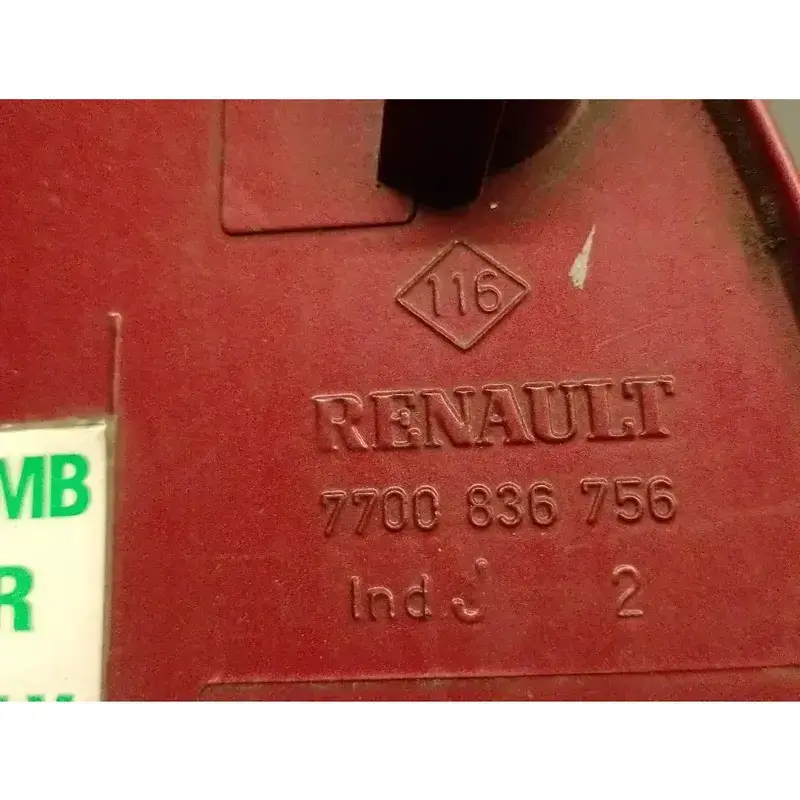 116
RENAULT
7700 836 756
Ind J 2
MB
R